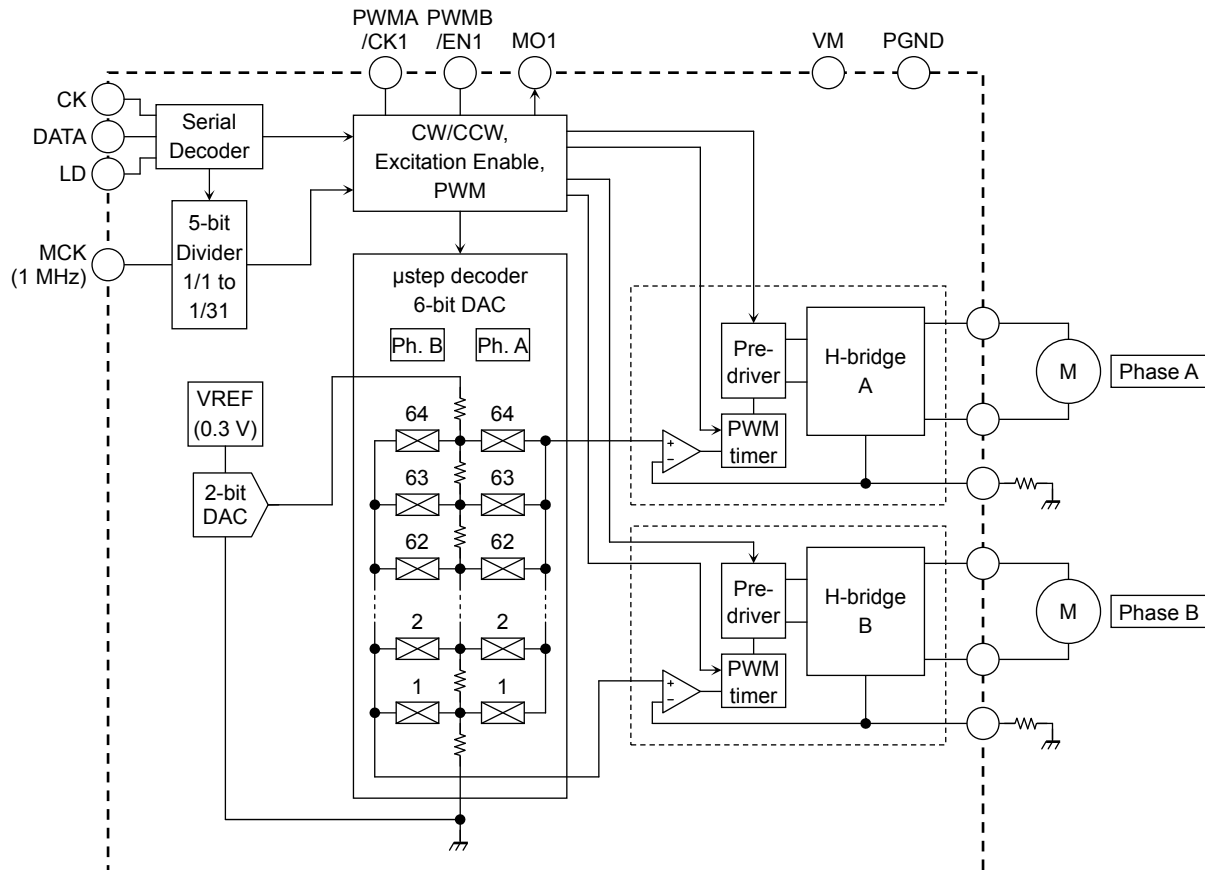 PWMA
/CK1
PWMB
/EN1
MO1
VM
PGND
CK
DATA
LD
Serial
Decoder
CW/CCW,
Excitation Enable,
PWM
MCK
(1 MHz)
5-bit
Divider
1/1 to
1/31
µstep decoder
6-bit DAC
Ph. B
Ph. A
VREF
(0.3 V)
2-bit
DAC
64
64
63
63
62
62
2
2
1
1
Pre-
driver
PWM
timer
+
−
H-bridge
A
M
Phase A
Pre-
driver
PWM
timer
+
−
H-bridge
B
M
Phase B